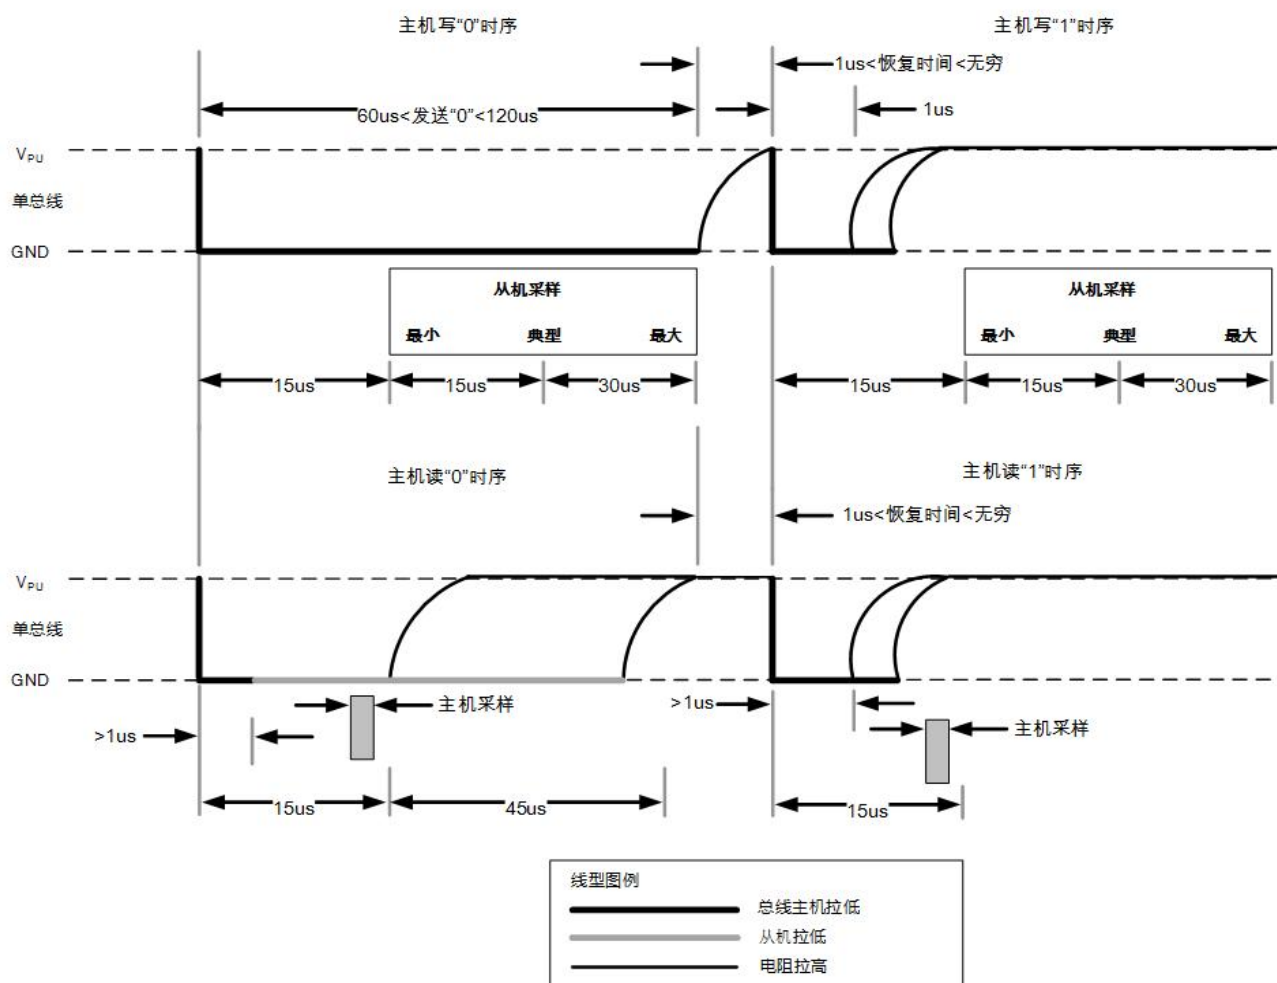 主机写“0”时序
主机写“1”时序
1us<恢复时间<无穷
60us<发送“0”<120us
1us
VPU
单总线
GND
从机采样
最小 典型 最大
从机采样
最小 典型 最大
15us 15us 30us 15us 15us 30us
主机读“0”时序
主机读“1”时序
1us<恢复时间<无穷
VPU
单总线
GND
>1us
主机采样
>1us
主机采样
15us 45us 15us
线型图例
总线主机拉低
从机拉低
电阻拉高